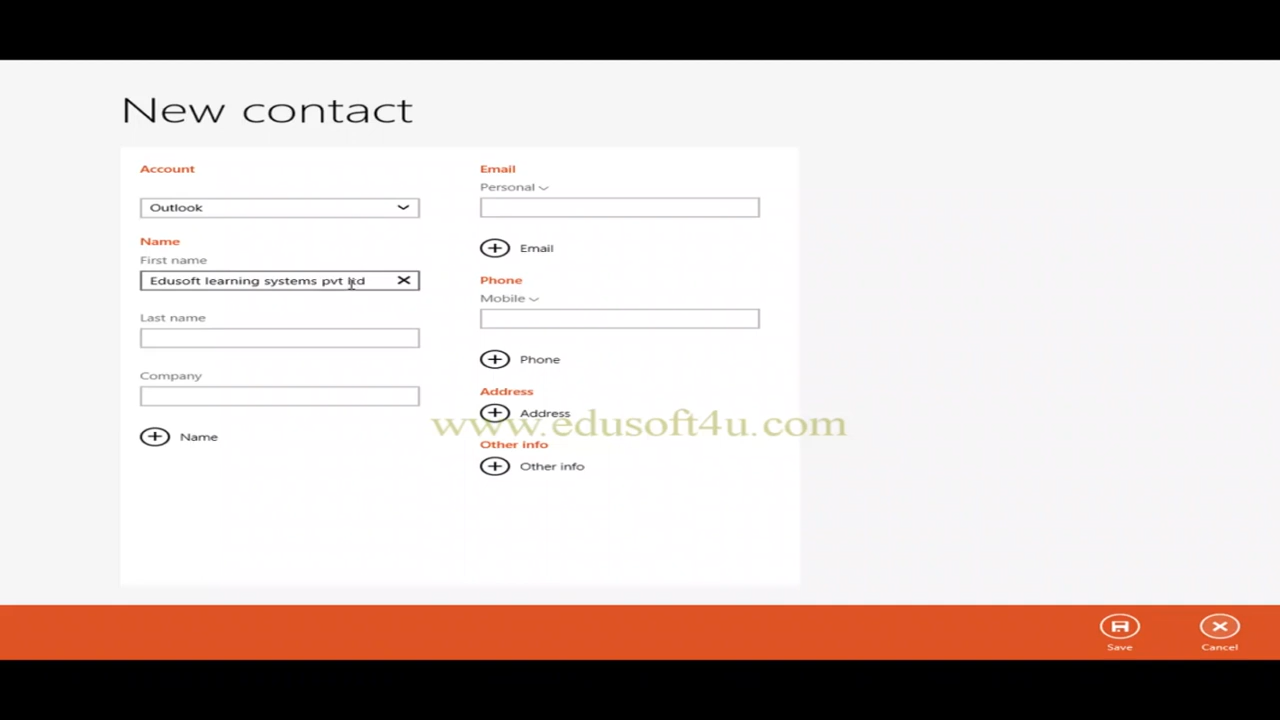 New contact
Account
Outlook
Name
First name
Edusoft learning systems pvt ltd
Last name
Company
Name
Email
Personal
Email
Phone
Mobile
Phone
Address
Address
www.edusoft4u.com
Other info
Other info
Save
Cancel